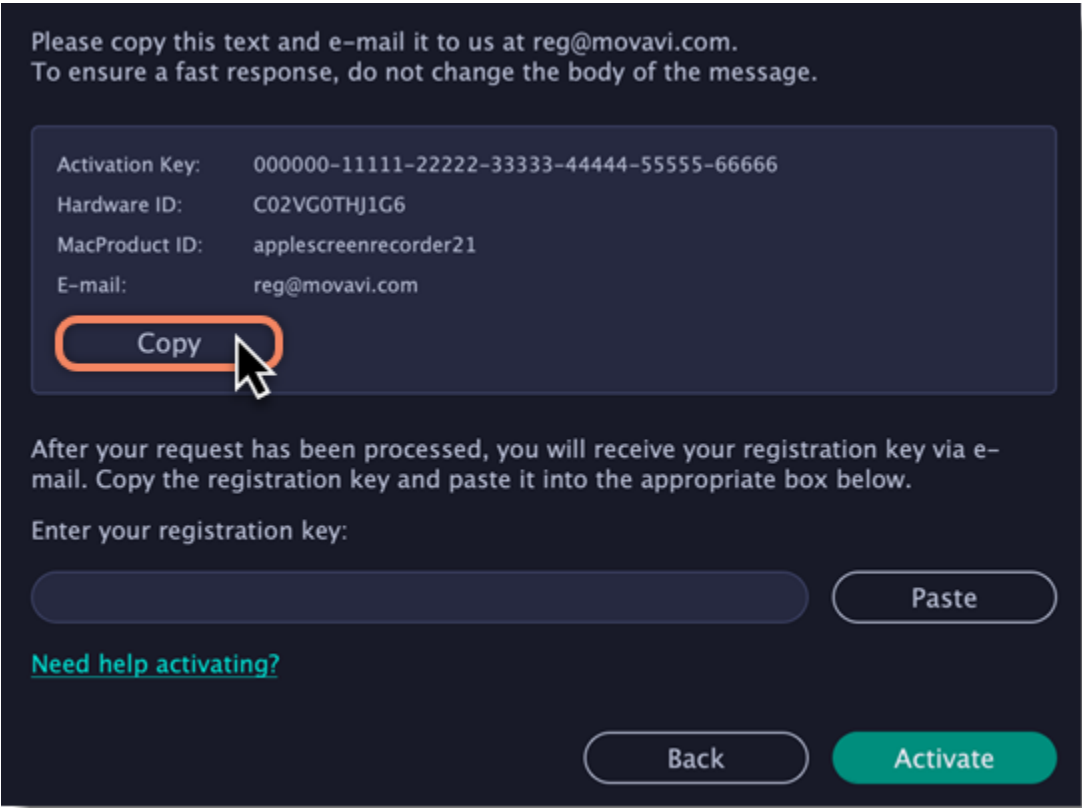 Please copy this text and e-mail it to us at reg@movavi.com.
To ensure a fast response, do not change the body of the message.
Activation Key: 000000-11111-22222-33333-44444-55555-66666
Hardware ID: C02VG0THJ1G6
MacProduct ID: applescreenrecorder21
E-mail: reg@movavi.com
Copy
After your request has been processed, you will receive your registration key via e-
mail. Copy the registration key and paste it into the appropriate box below.
Enter your registration key:
Paste
Need help activating?
Back Activate